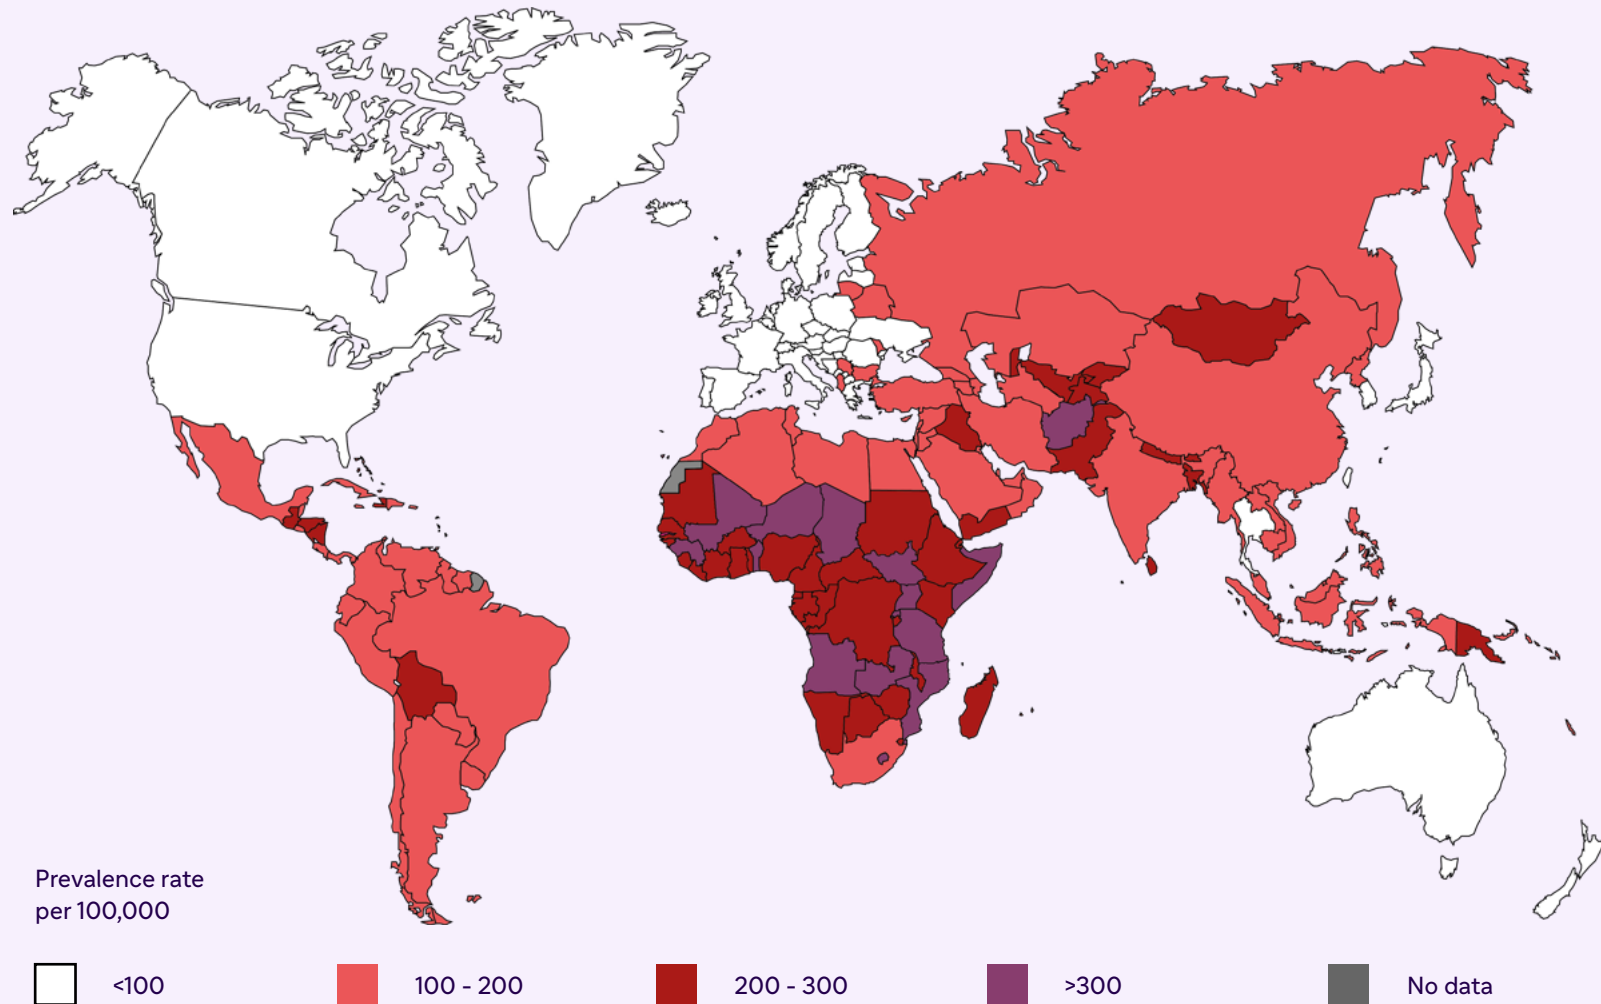 Prevalence rate
per 100,000
<100
100 - 200
200 - 300
>300
No data